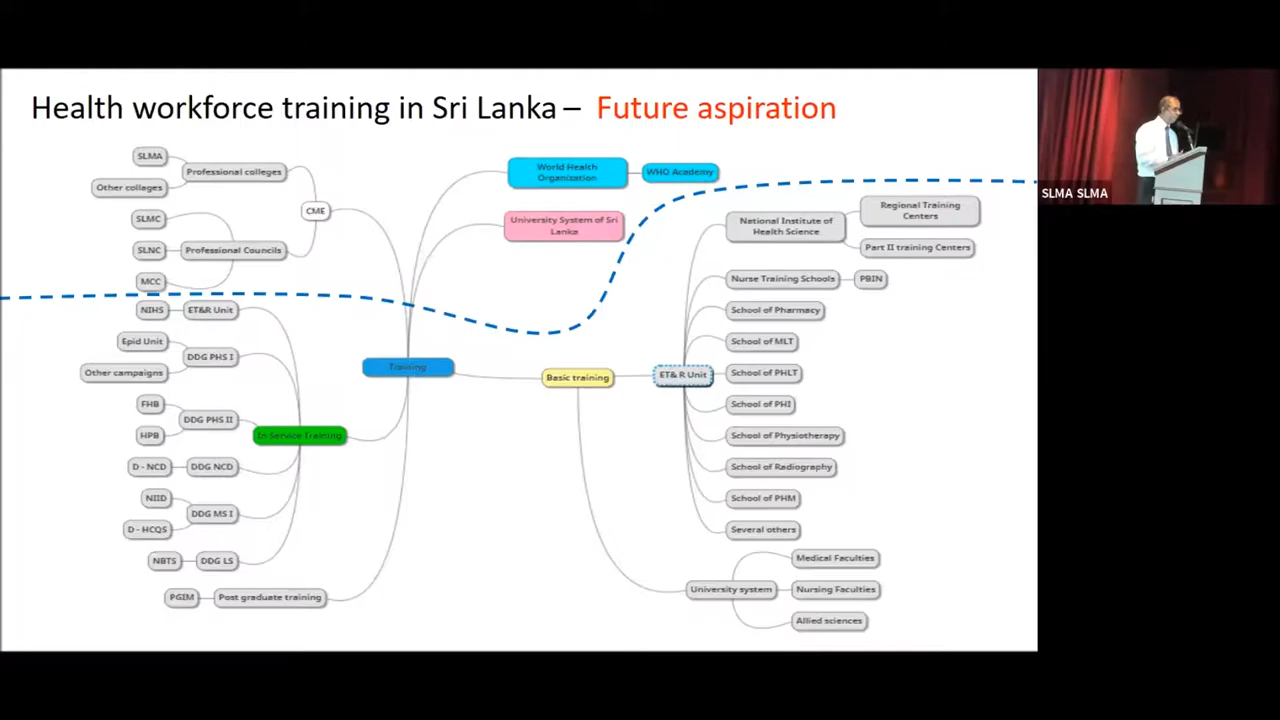 Health workforce training in Sri Lanka – Future aspiration
SLMA
Other collages
Professional colleges
CME
SLMC
SLNC
MCC
Professional Councils
NIHS
ET&R Unit
Epid Unit
Other campaigns
DDG PHS I
FHB
HPB
DDG PHS II
In Service Training
D - NCD
DDG NCD
NIID
D - HCQS
DDG MS I
NBTS
DDG LS
PGIM
Post graduate training
Training
World Health
Organization
WHO Academy
University System of Sri
Lanka
Basic training
ET& R Unit
National Institute of
Health Science
Regional Training
Centers
Part II training Centers
Nurse Training Schools
PBIN
School of Pharmacy
School of MLT
School of PHLT
School of PHI
School of Physiotherapy
School of Radiography
School of PHM
Several others
University system
Medical Faculties
Nursing Faculties
Allied sciences
SLMA SLMA